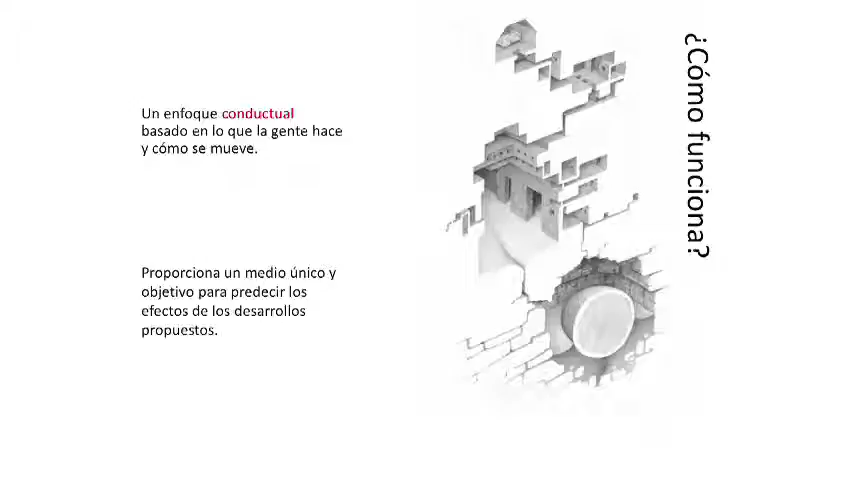 ¿Cómo funciona?
Un enfoque conductual
basado en lo que la gente hace
y cómo se mueve.
Proporciona un medio único y
objetivo para predecir los
efectos de los desarrollos
propuestos.